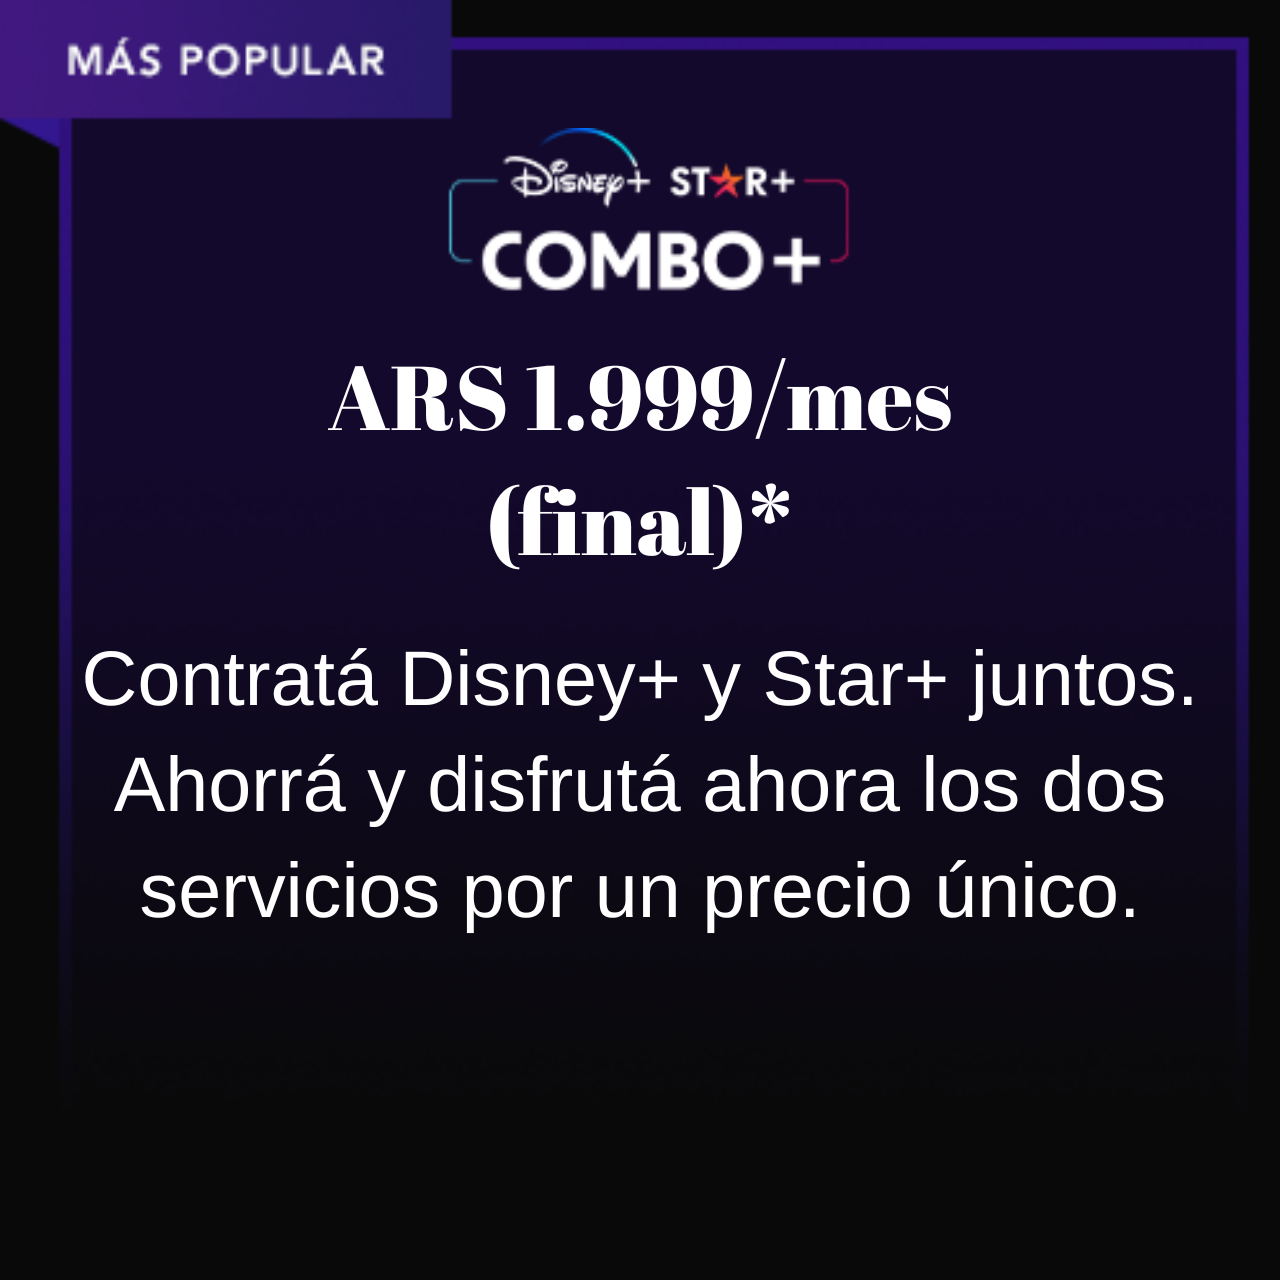 MÁS POPULAR
Disney+ STAR+
COMBO+
ARS 1.999/mes
(final)*
Contratá Disney+ y Star+ juntos.
Ahorrá y disfrutá ahora los dos
servicios por un precio único.